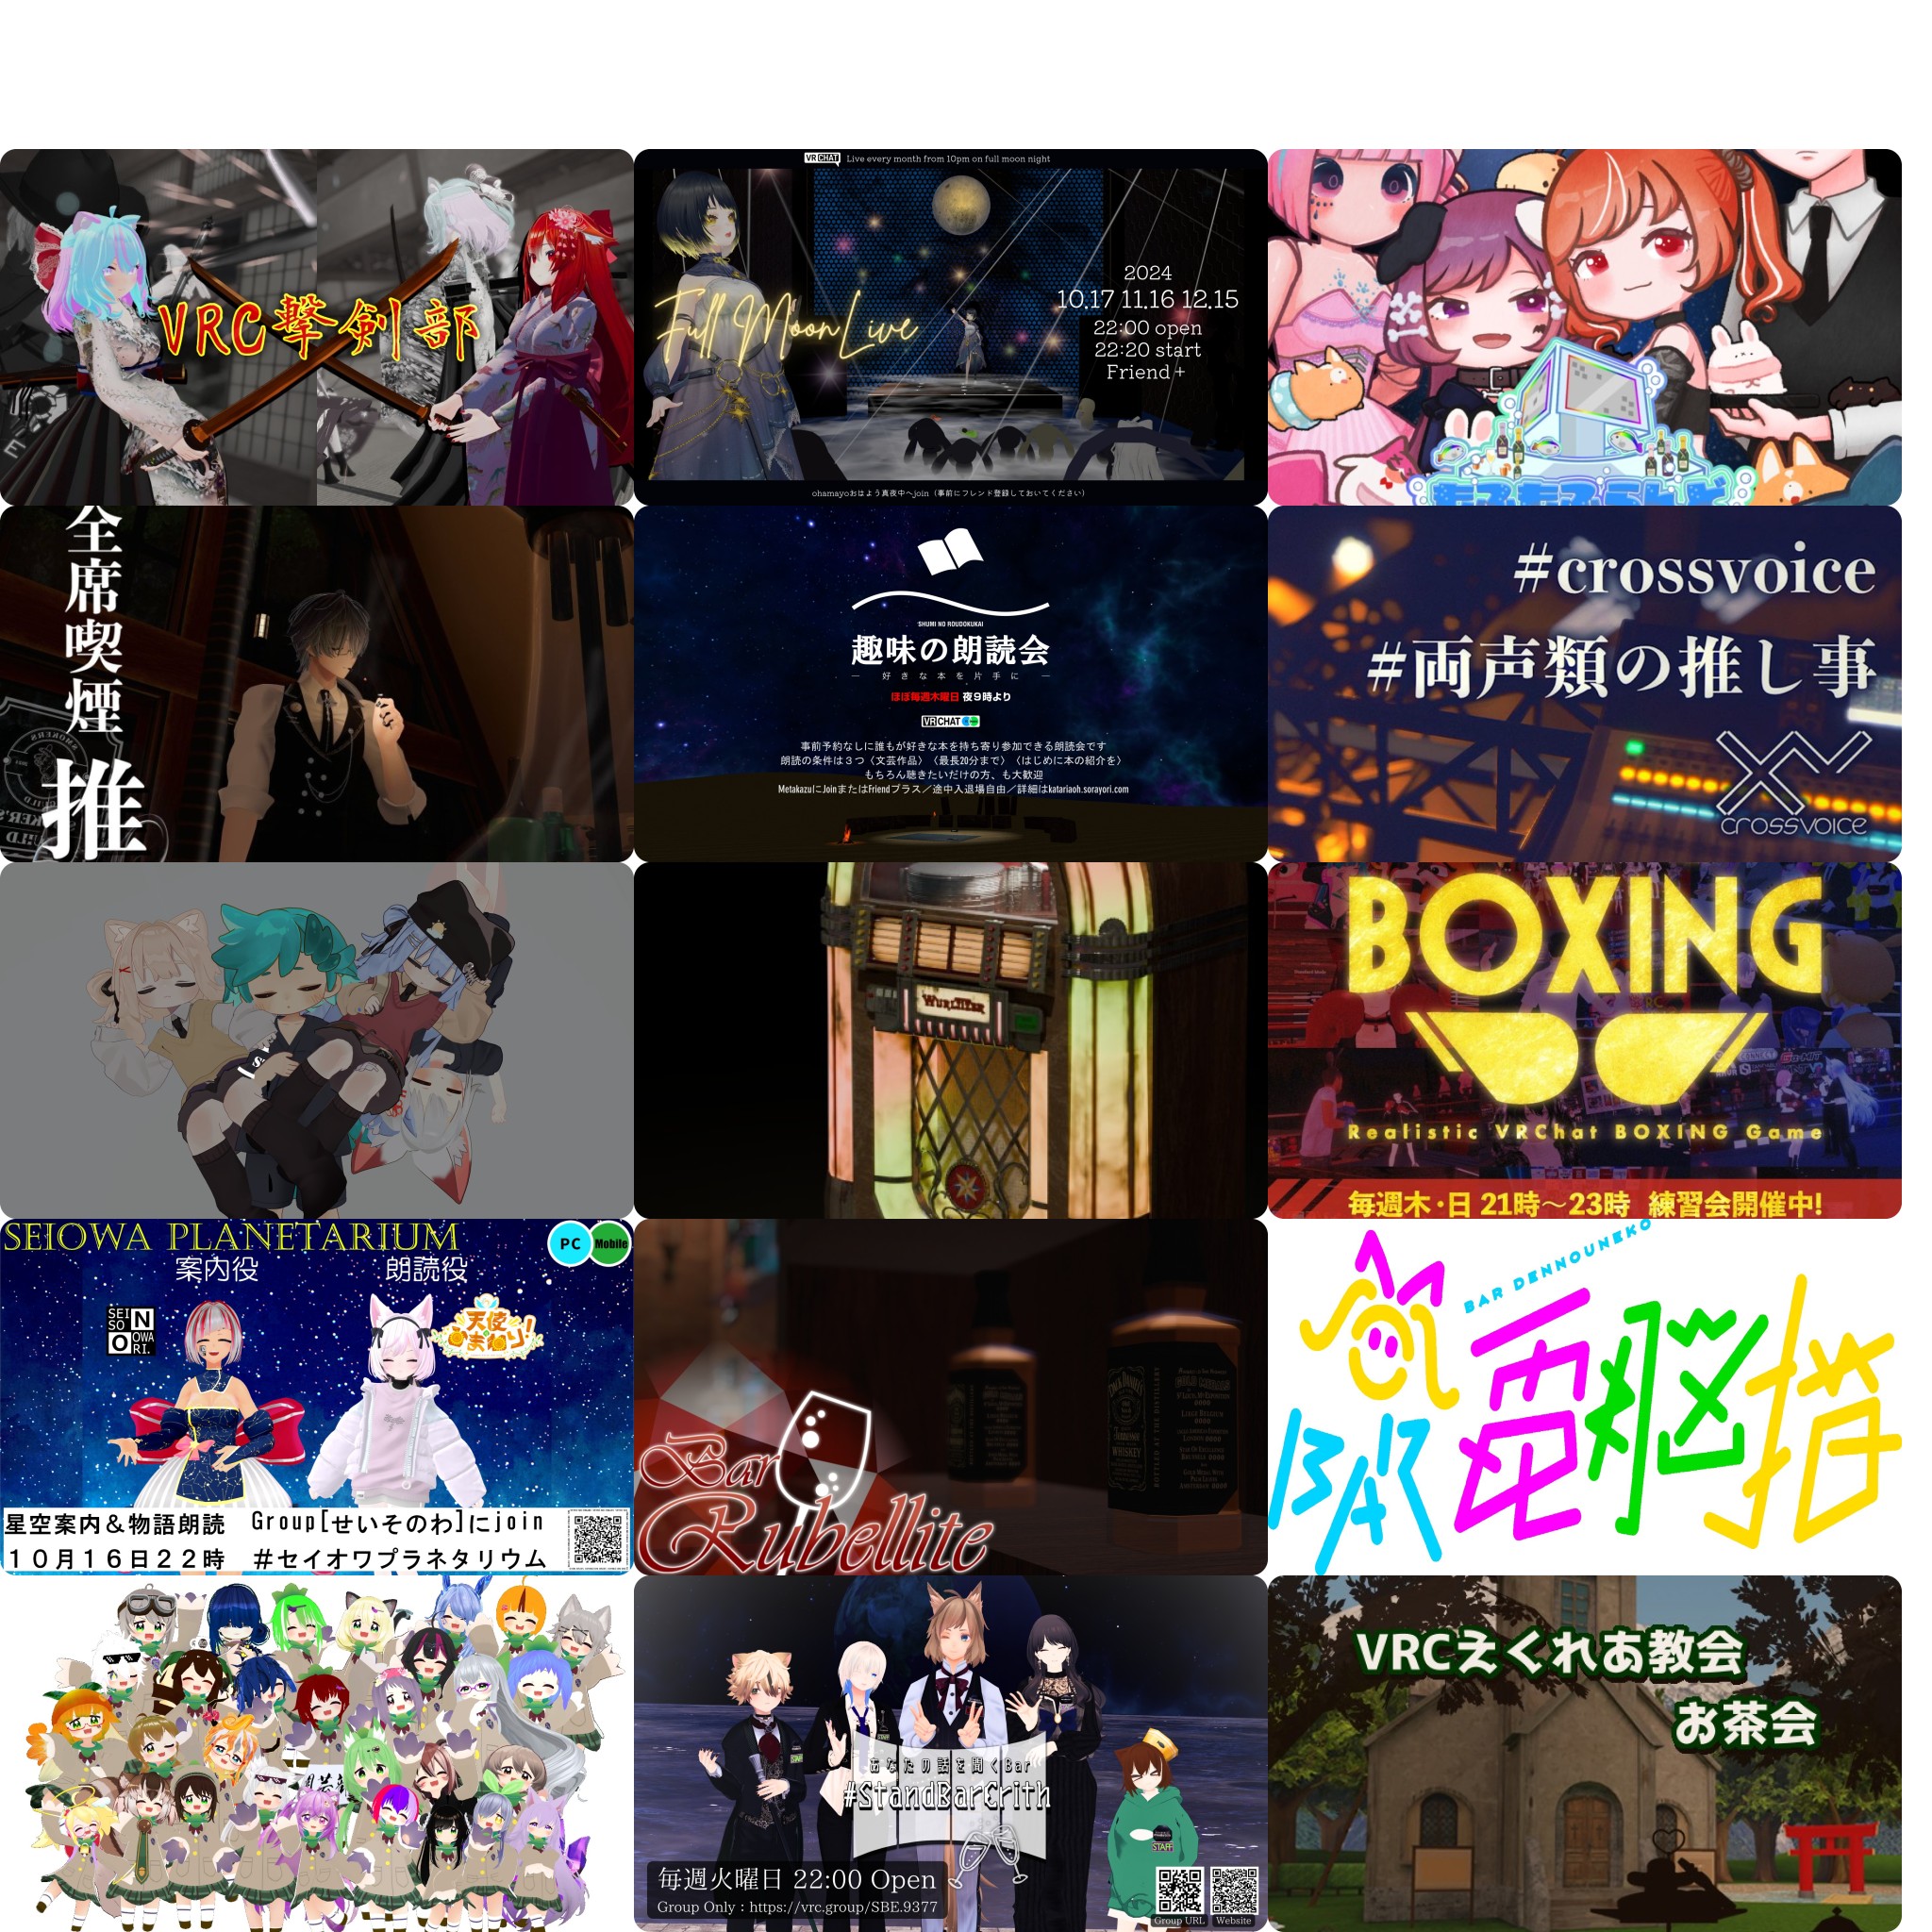 VRC撃剣部
VRCHAT Live every month from 10pm on full moon night
Full Moon Live
2024
10.17 11.16 12.15
22:00 open
22:20 start
Friend +
ohamayoおはよう真夜中へjoin（事前にフレンド登録しておいてください）
全席喫煙
推
SHUMI NO ROUDOKUKAI
趣味の朗読会
好きな本を片手に
ほぼ毎週木曜日 夜９時より
VRCHAT
事前予約なしに誰もが好きな本を持ち寄り参加できる朗読会です
朗読の条件は３つ〈文芸作品〉〈最長20分まで〉〈はじめに本の紹介を〉
もちろん聴きたいだけの方、も大歓迎
MetakazuにJoinまたはFriendプラス／途中入退場自由／詳細はkatariaoh.sorayori.com
#crossvoice
#両声類の推し事
crossvoice
WURLITZER
BOXING
Realistic VRChat BOXING Game
毎週木・日 21時～23時 練習会開催中!
SEIOWA PLANETARIUM
PC Mobile
案内役 朗読役
SEI N
SO
O OWA
RI.
天使
星空案内＆物語朗読 Group[せいそのわ]にjoin
１０月１６日２２時 ＃セイオワプラネタリウム
Bar
Rubellite
BAR DENNOUNEKO
BAR 電脳猫
あなたの話を聞くBar
#StandBarCrith
STAFF
毎週火曜日 22:00 Open
Group Only : https://vrc.group/SBE.9377
Group URL Website
VRCえくれあ教会
お茶会